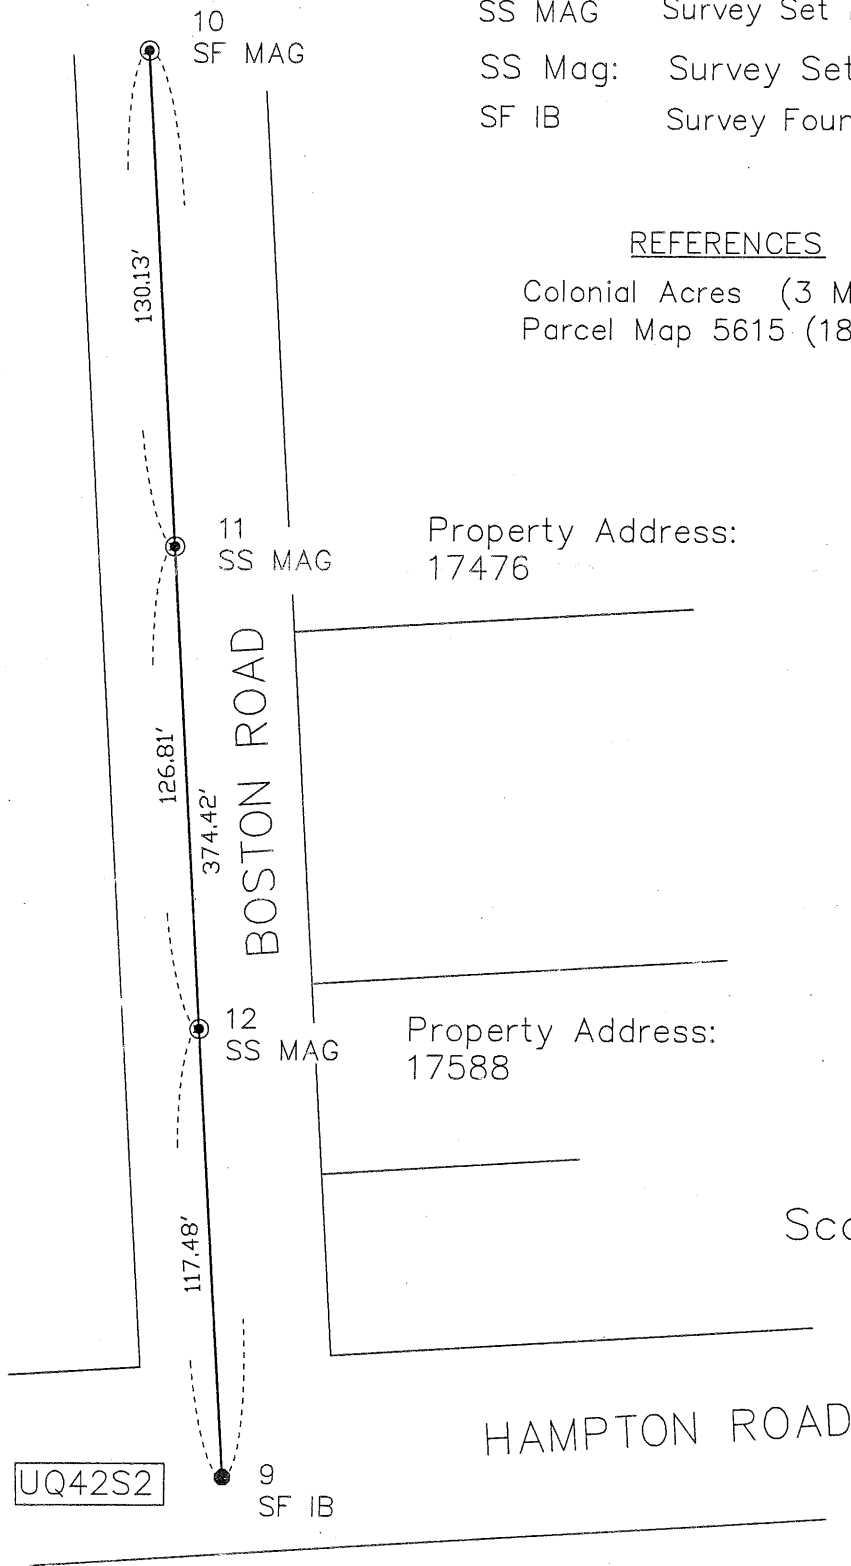 10
SF MAG
SS MAG Survey Set
SS Mag: Survey Set
SF IB Survey Foun
REFERENCES
Colonial Acres (3 M
Parcel Map 5615 (18
130.13'
11
SS MAG
Property Address:
17476
126.81'
374.42'
BOSTON ROAD
12
SS MAG
Property Address:
17588
117.48'
HAMPTON ROAD
UQ42S2
9
SF IB